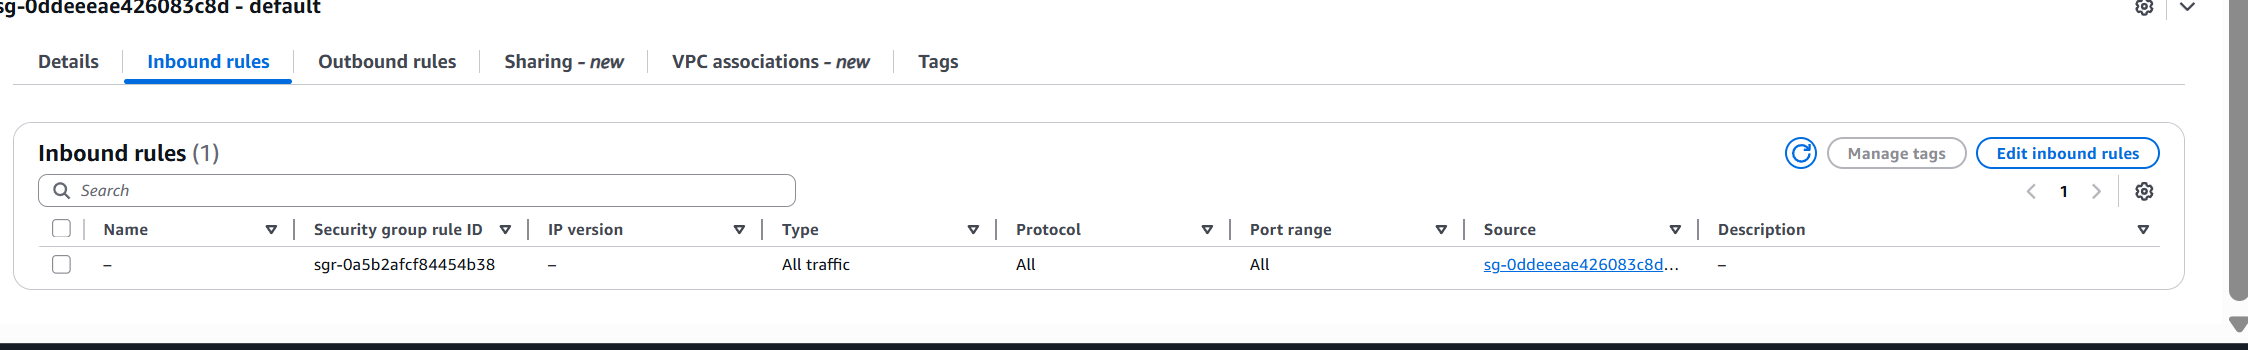 sg-0ddeeeae426083c8d - default
Details Inbound rules Outbound rules Sharing - new VPC associations - new Tags
Inbound rules (1) Manage tags Edit inbound rules
Search 1
Name Security group rule ID IP version Type Protocol Port range Source Description
– sgr-0a5b2afcf84454b38 – All traffic All All sg-0ddeeeae426083c8d... –